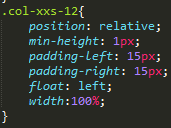 .col-xxs-12{
position: relative;
min-height: 1px;
padding-left: 15px;
padding-right: 15px;
float: left;
width:100%;
}